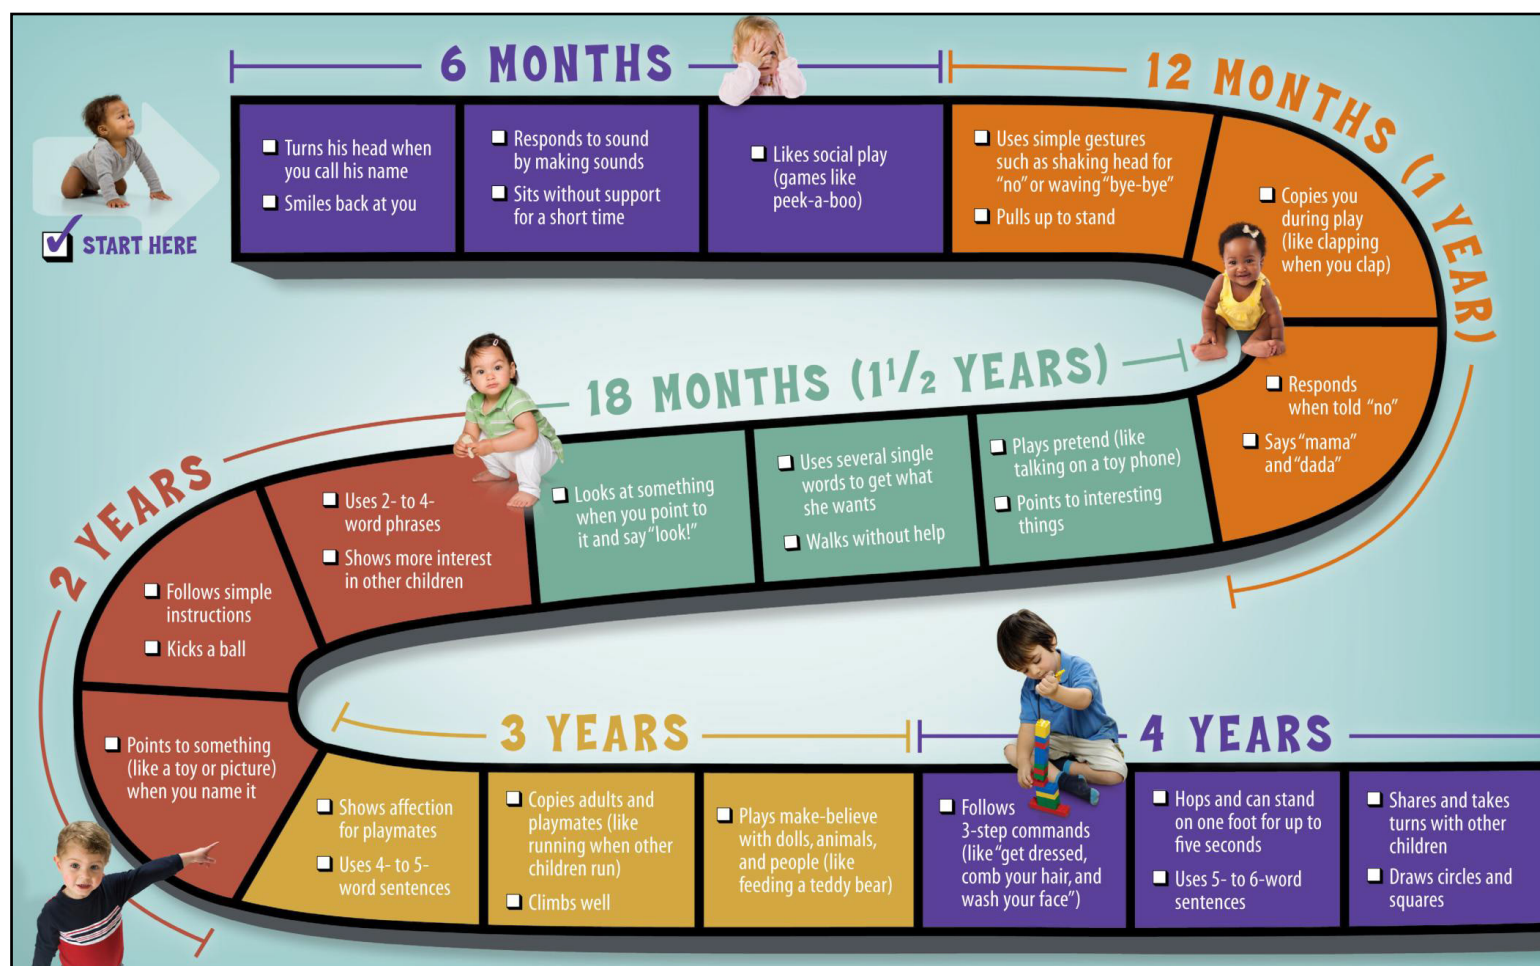 START HERE
6 MONTHS
Turns his head when
you call his name
Smiles back at you
Responds to sound
by making sounds
Sits without support
for a short time
Likes social play
(games like
peek-a-boo)
12 MONTHS (1 YEAR)
Uses simple gestures
such as shaking head for
“no” or waving “bye-bye”
Pulls up to stand
Copies you
during play
(like clapping
when you clap)
Responds
when told “no”
Says “mama”
and “dada”
18 MONTHS (1 1/2 YEARS)
Plays pretend (like
talking on a toy phone)
Points to interesting
things
Uses several single
words to get what
she wants
Walks without help
Looks at something
when you point to
it and say “look!”
2 YEARS
Uses 2- to 4-
word phrases
Shows more interest
in other children
Follows simple
instructions
Kicks a ball
Points to something
(like a toy or picture)
when you name it
3 YEARS
Shows affection
for playmates
Uses 4- to 5-
word sentences
Copies adults and
playmates (like
running when other
children run)
Climbs well
Plays make-believe
with dolls, animals,
and people (like
feeding a teddy bear)
4 YEARS
Follows
3-step commands
(like “get dressed,
comb your hair, and
wash your face”)
Hops and can stand
on one foot for up to
five seconds
Uses 5- to 6-word
sentences
Shares and takes
turns with other
children
Draws circles and
squares